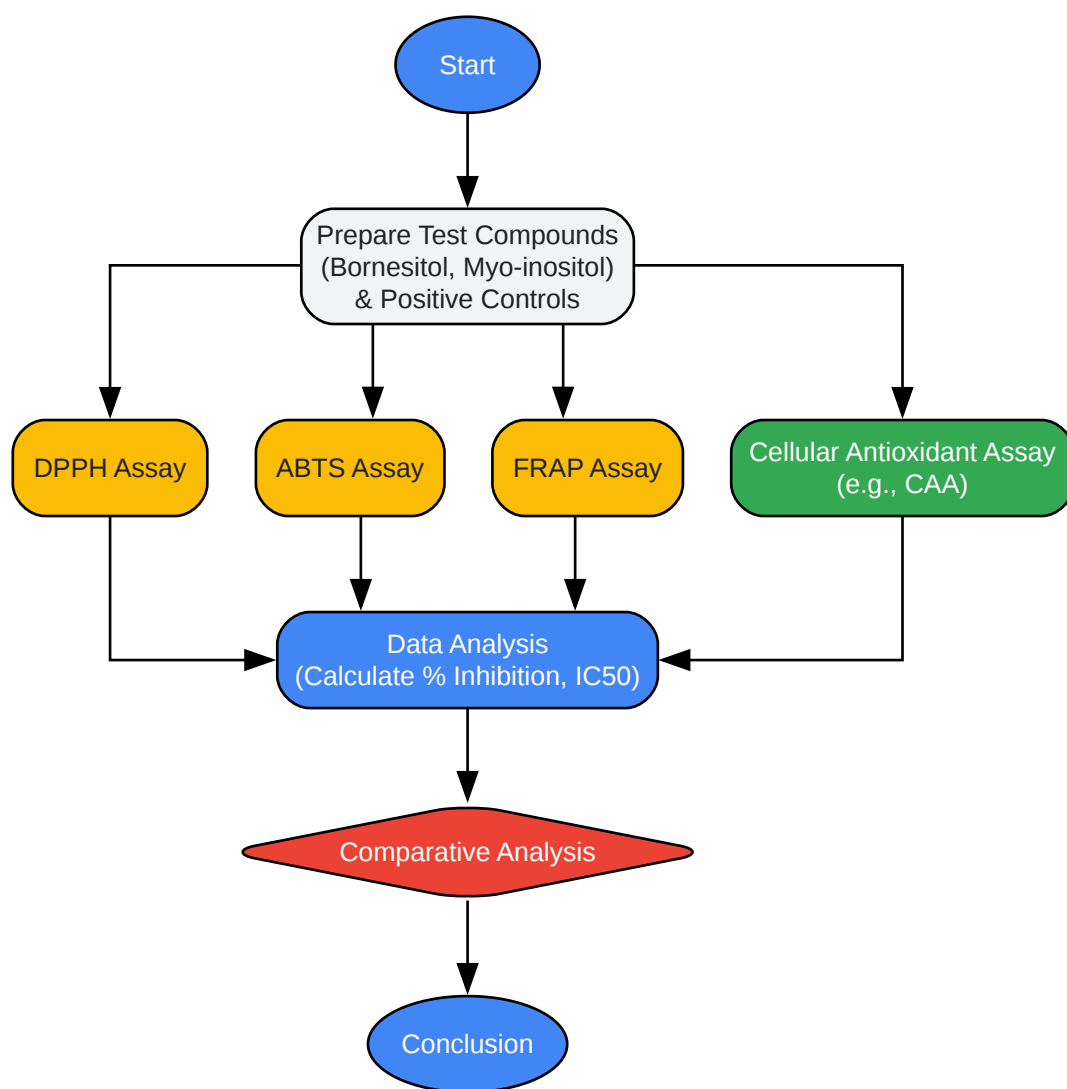 Start
Prepare Test Compounds
(Bornesitol, Myo-inositol)
& Positive Controls
DPPH Assay
ABTS Assay
FRAP Assay
Cellular Antioxidant Assay
(e.g., CAA)
Data Analysis
(Calculate % Inhibition, IC50)
Comparative Analysis
Conclusion